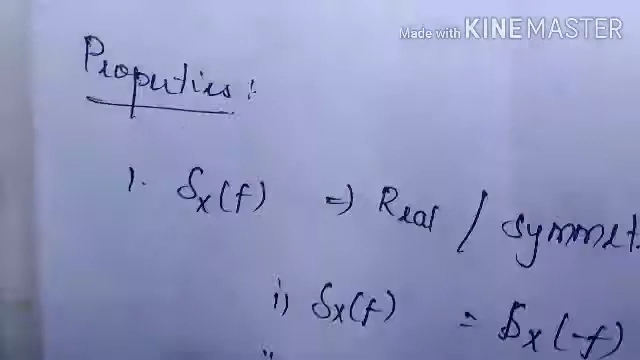 Made with KINEMASTER
Properties:
1. Sx(f) => Real / Symmet
i) Sx(f) = Sx(-f)